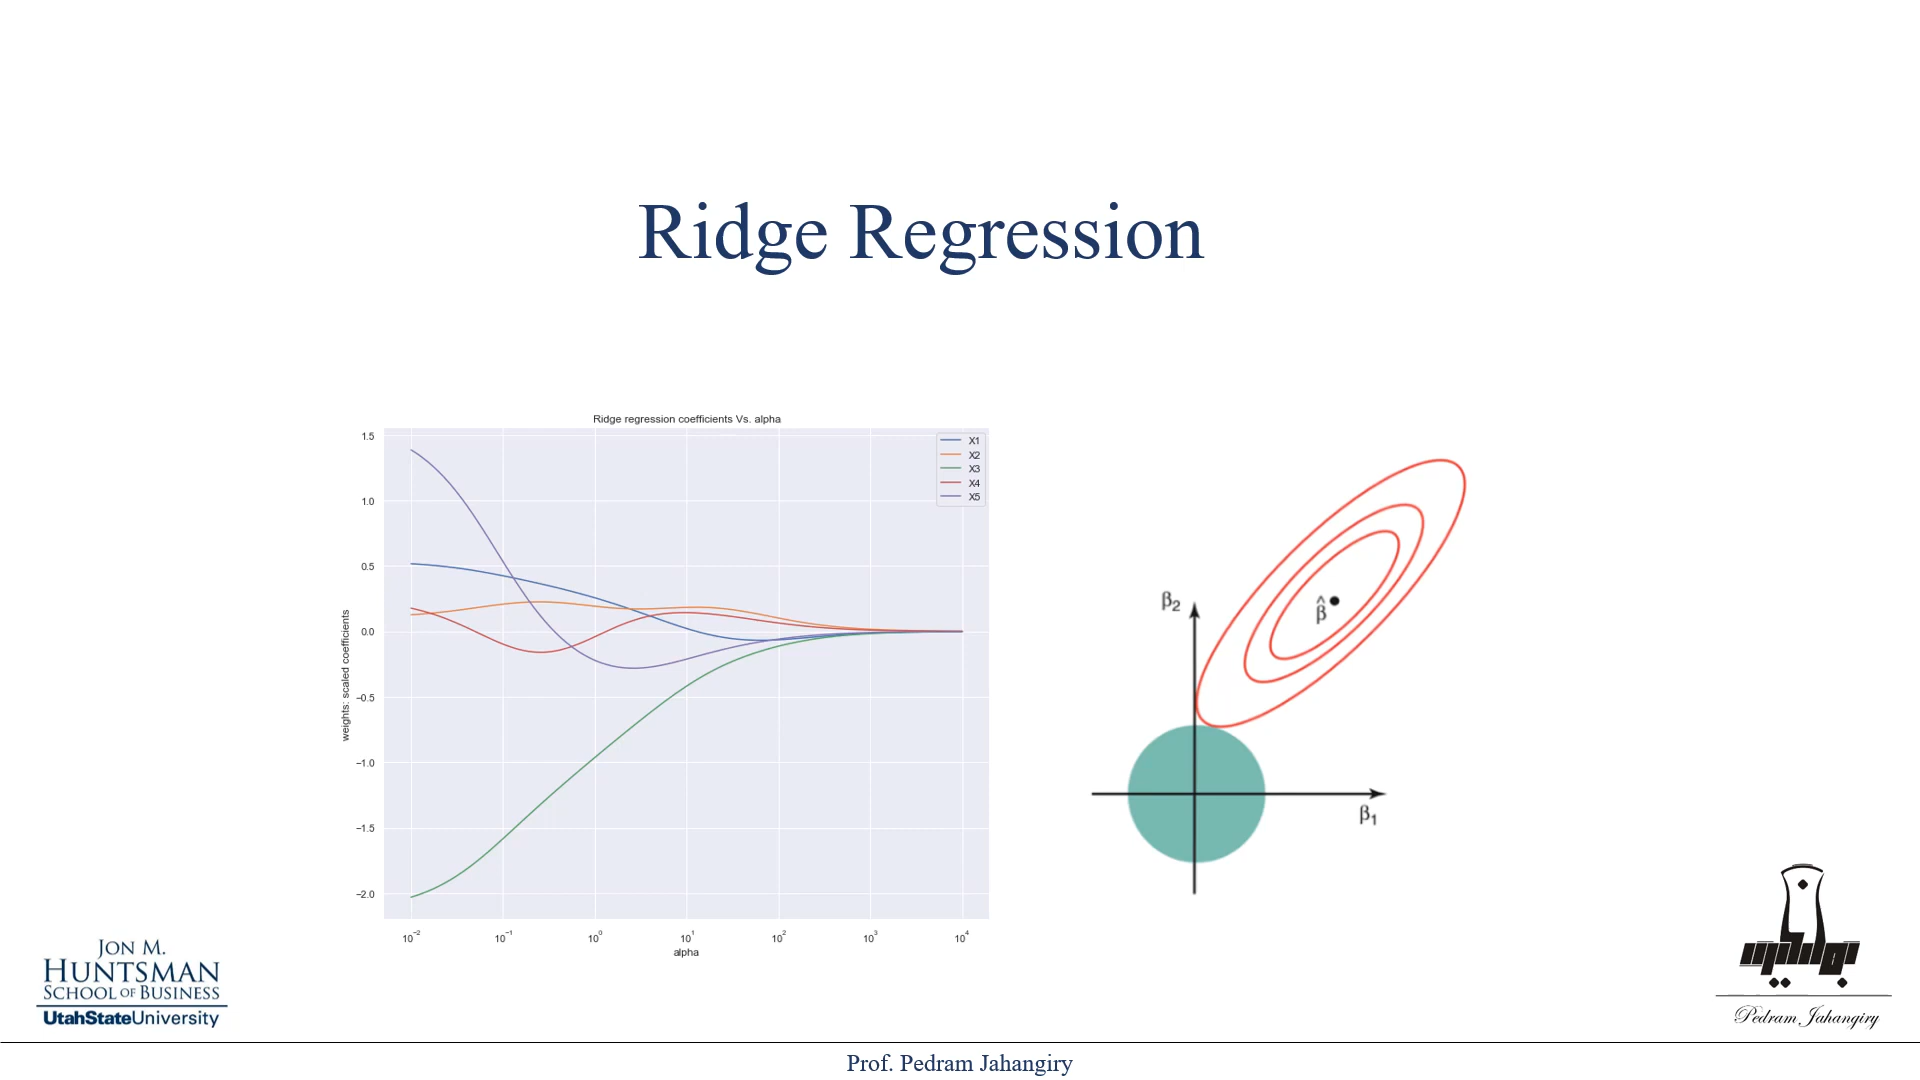 Ridge Regression
Ridge regression coefficients Vs. alpha
X1
X2
X3
X4
X5
1.5
1.0
0.5
0.0
−0.5
−1.0
−1.5
−2.0
weights: scaled coefficients
10⁻² 10⁻¹ 10⁰ 10¹ 10² 10³ 10⁴
alpha
β₂
β̂
β₁
JON M.
HUNTSMAN
SCHOOL OF BUSINESS
UtahStateUniversity
Pedram Jahangiry
Prof. Pedram Jahangiry